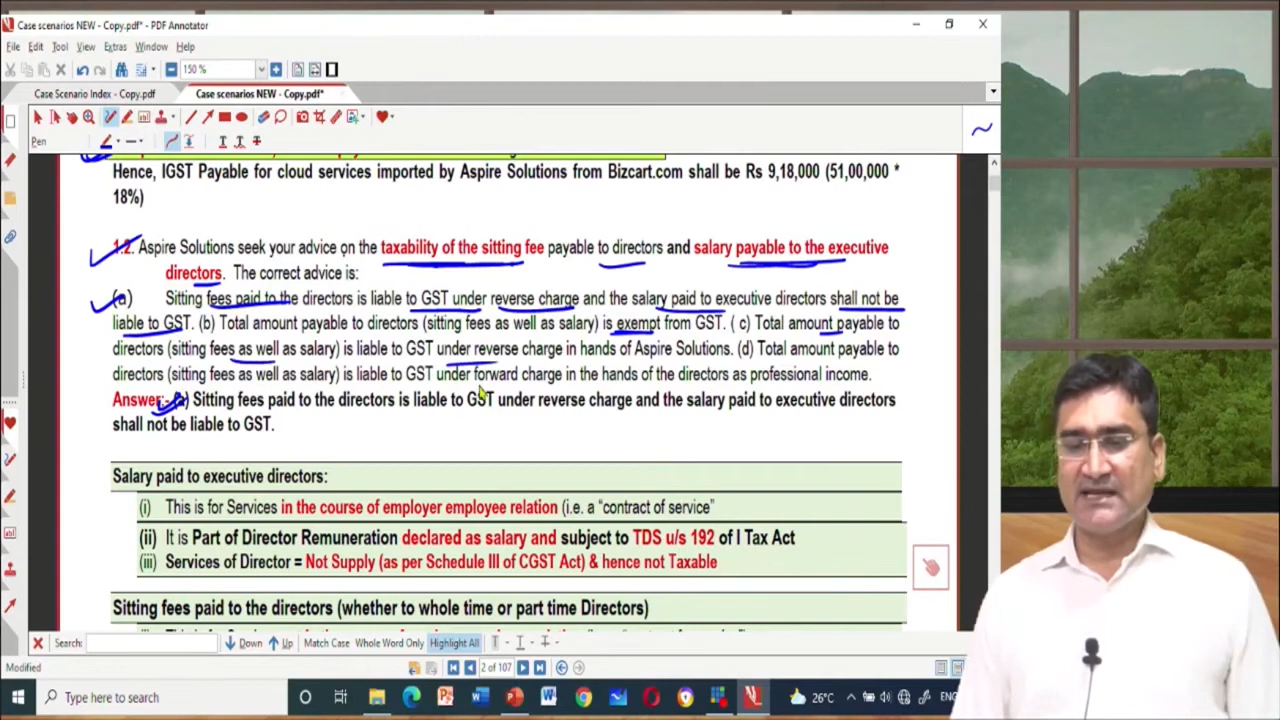 Case scenarios NEW - Copy.pdf* - PDF Annotator
File Edit Tool View Extras Window Help
150 %
Case Scenario Index - Copy.pdf Case scenarios NEW - Copy.pdf*
Pen
Hence, IGST Payable for cloud services imported by Aspire Solutions from Bizcart.com shall be Rs 9,18,000 (51,00,000 *
18%)
1.2. Aspire Solutions seek your advice on the taxability of the sitting fee payable to directors and salary payable to the executive
directors. The correct advice is:
(a) Sitting fees paid to the directors is liable to GST under reverse charge and the salary paid to executive directors shall not be
liable to GST. (b) Total amount payable to directors (sitting fees as well as salary) is exempt from GST. ( c) Total amount payable to
directors (sitting fees as well as salary) is liable to GST under reverse charge in hands of Aspire Solutions. (d) Total amount payable to
directors (sitting fees as well as salary) is liable to GST under forward charge in the hands of the directors as professional income.
Answer:- (a) Sitting fees paid to the directors is liable to GST under reverse charge and the salary paid to executive directors
shall not be liable to GST.
Salary paid to executive directors:
(i) This is for Services in the course of employer employee relation (i.e. a “contract of service”
(ii) It is Part of Director Remuneration declared as salary and subject to TDS u/s 192 of I Tax Act
(iii) Services of Director = Not Supply (as per Schedule III of CGST Act) & hence not Taxable
Sitting fees paid to the directors (whether to whole time or part time Directors)
Search: Down Up Match Case Whole Word Only Highlight All
Modified 2 of 107
Type here to search 26°C ENG